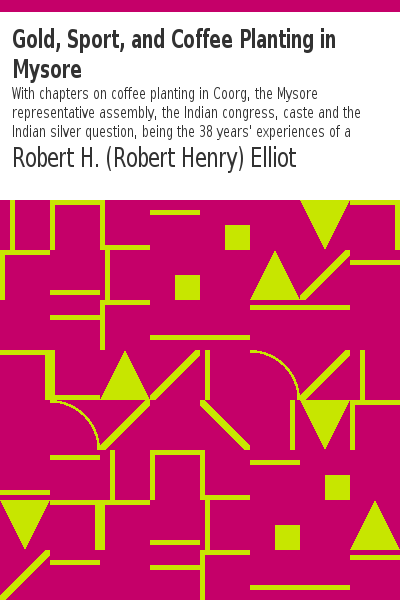 Gold, Sport, and Coffee Planting in
Mysore
With chapters on coffee planting in Coorg, the Mysore
representative assembly, the Indian congress, caste and the
Indian silver question, being the 38 years' experiences of a
Robert H. (Robert Henry) Elliot